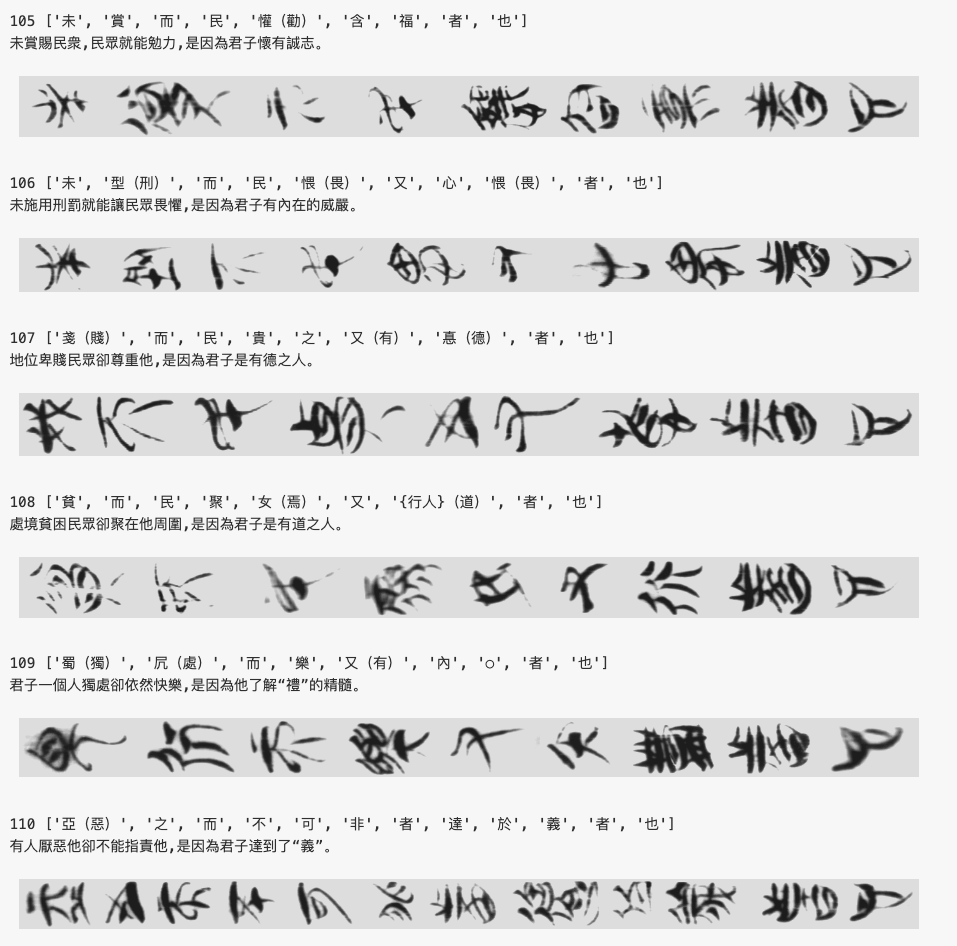 105 ['未', '賞', '而', '民', '懽（勸）', '含', '福', '者', '也']
未賞賜民衆,民眾就能勉力,是因為君子懷有誠志。
106 ['未', '型（刑）', '而', '民', '愄（畏）', '又', '心', '愄（畏）', '者', '也']
未施用刑罰就能讓民眾畏懼,是因為君子有內在的威嚴。
107 ['戔（賤）', '而', '民', '貴', '之', '又（有）', '惪（德）', '者', '也']
地位卑賤民眾卻尊重他,是因為君子是有德之人。
108 ['貧', '而', '民', '聚', '女（焉）', '又', '{行人}（道）', '者', '也']
處境貧困民眾卻聚在他周圍,是因為君子是有道之人。
109 ['蜀（獨）', '凥（處）', '而', '樂', '又（有）', '內', '○', '者', '也']
君子一個人獨處卻依然快樂,是因為他了解“禮”的精髓。
110 ['亞（惡）', '之', '而', '不', '可', '非', '者', '達', '於', '義', '者', '也']
有人厭惡他卻不能指責他,是因為君子達到了“義”。